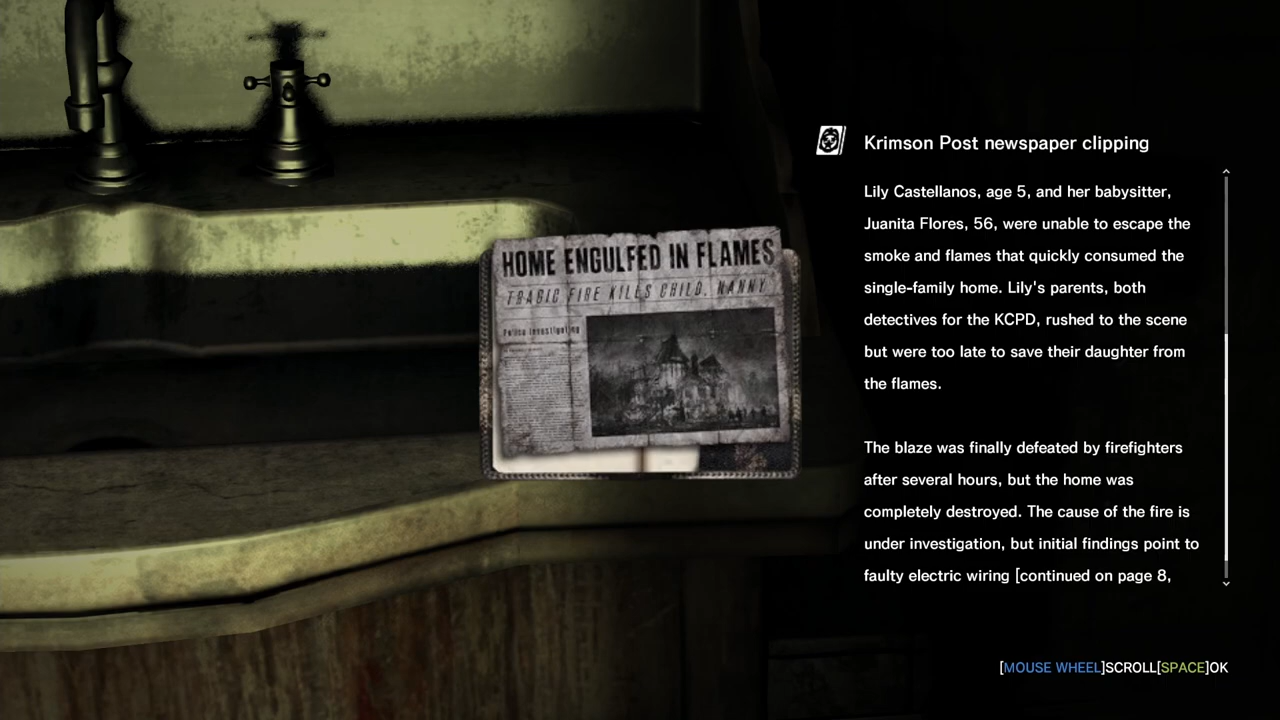 HOME ENGULFED IN FLAMES
TRAGIC FIRE KILLS CHILD, NANNY
Police Investigating
Krimson Post newspaper clipping
Lily Castellanos, age 5, and her babysitter,
Juanita Flores, 56, were unable to escape the
smoke and flames that quickly consumed the
single-family home. Lily's parents, both
detectives for the KCPD, rushed to the scene
but were too late to save their daughter from
the flames.
The blaze was finally defeated by firefighters
after several hours, but the home was
completely destroyed. The cause of the fire is
under investigation, but initial findings point to
faulty electric wiring [continued on page 8,
[MOUSE WHEEL]SCROLL[SPACE]OK